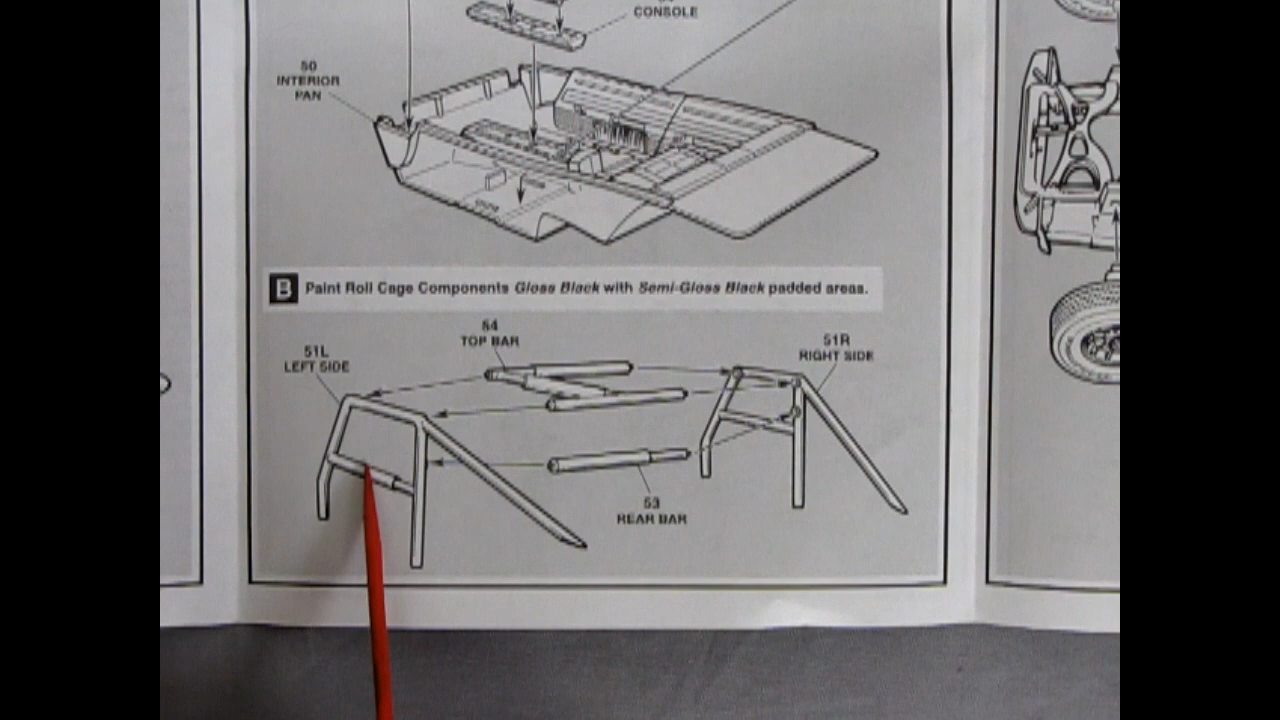 CONSOLE
50
INTERIOR
PAN
B Paint Roll Cage Components Gloss Black with Semi-Gloss Black padded areas.
54
TOP BAR
51L
LEFT SIDE
51R
RIGHT SIDE
53
REAR BAR